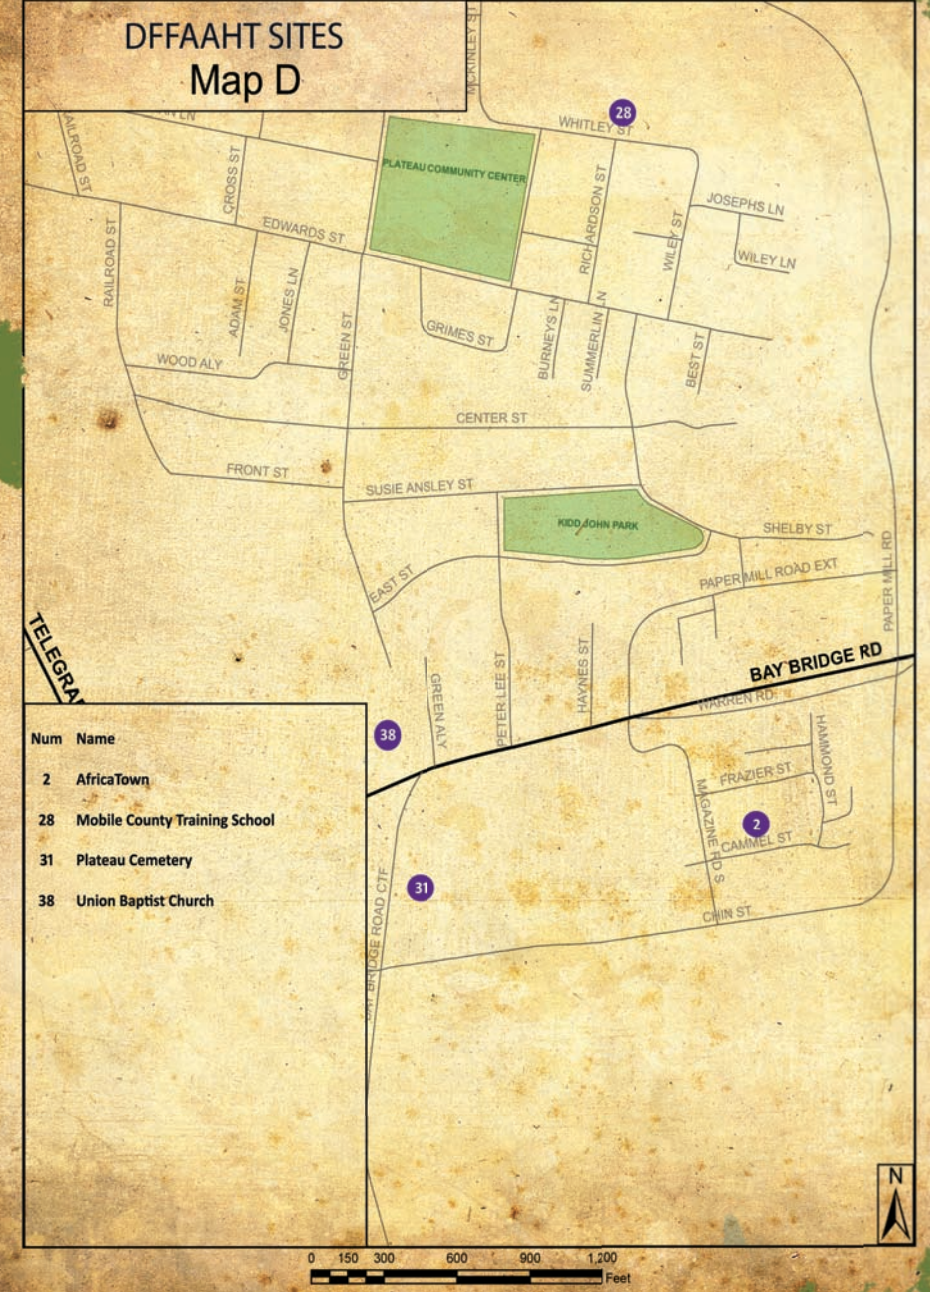 DFFAAHT SITES
Map D
MCKINLEY ST
28
WHITLEY ST
LN
AILROAD ST
CROSS ST
PLATEAU COMMUNITY CENTER
RICHARDSON ST
JOSEPHS LN
WILEY ST
WILEY LN
EDWARDS ST
RAILROAD ST
ADAM ST
JONES LN
GREEN ST
GRIMES ST
BURNEYS LN
SUMMERLIN LN
BEST ST
WOOD ALY
CENTER ST
FRONT ST
SUSIE ANSLEY ST
KIDD JOHN PARK
SHELBY ST
PAPER MILL ROAD EXT
PAPER MILL RD
EAST ST
TELEGRA
BAY BRIDGE RD
WARREN RD
GREEN ALY
PETER LEE ST
HAYNES ST
38
HAMMOND ST
FRAZIER ST
MAGAZINE RD S
2
CAMMEL ST
31
BAY BRIDGE ROAD CTF
CHIN ST
Num Name
2 AfricaTown
28 Mobile County Training School
31 Plateau Cemetery
38 Union Baptist Church
N
0 150 300 600 900 1,200
Feet